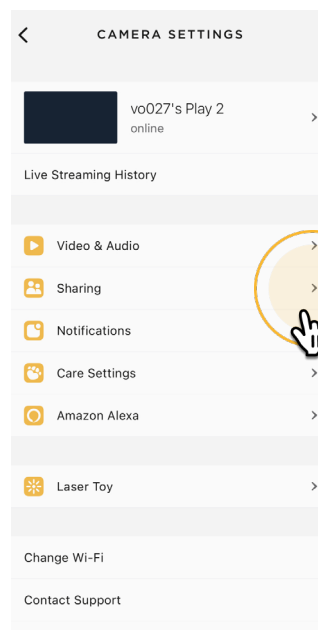 CAMERA SETTINGS
vo027's Play 2
online
Live Streaming History
Video & Audio
Sharing
Notifications
Care Settings
Amazon Alexa
Laser Toy
Change Wi-Fi
Contact Support